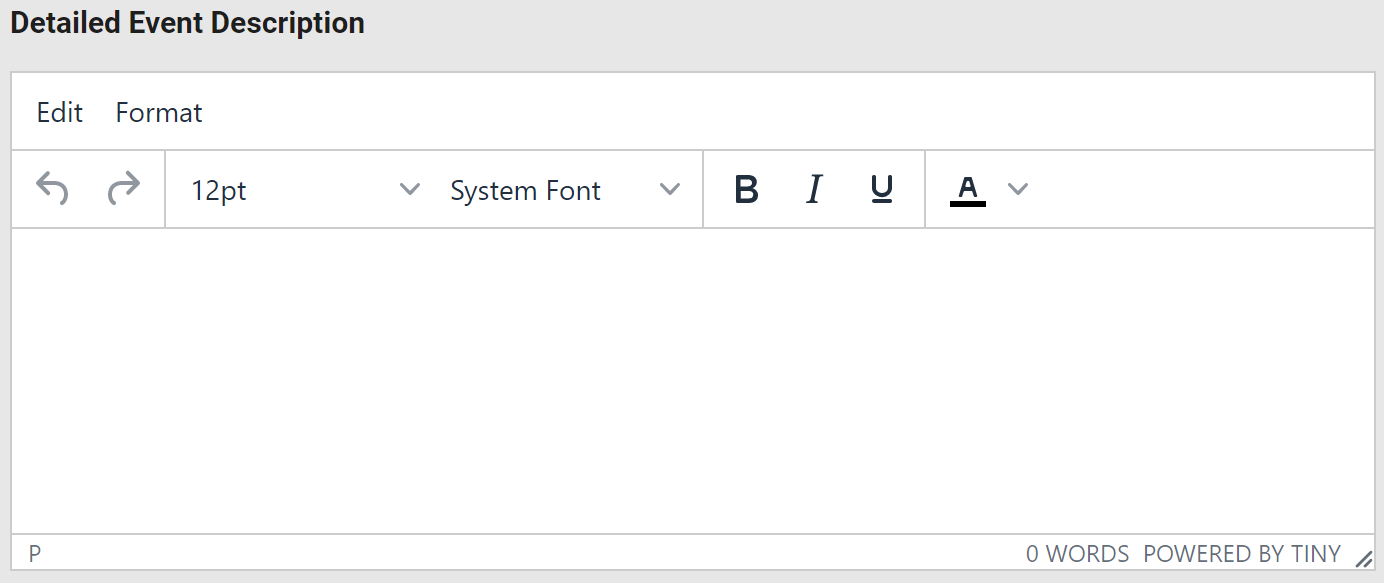 Detailed Event Description
Edit Format
12pt System Font B I U A
P 0 WORDS POWERED BY TINY